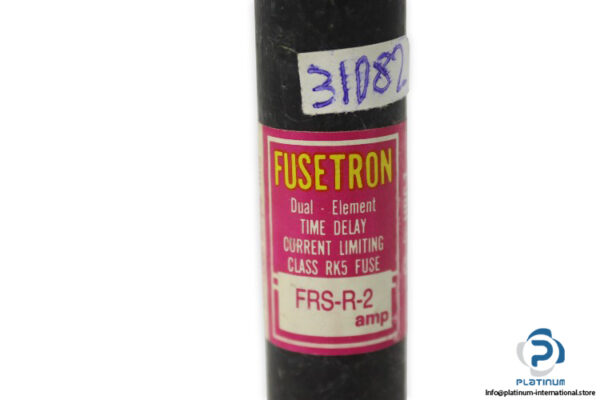 31082
FUSETRON
Dual - Element
TIME DELAY
CURRENT LIMITING
CLASS RK5 FUSE
FRS-R-2
amp
PLATINUM
Info@platinum-international.store